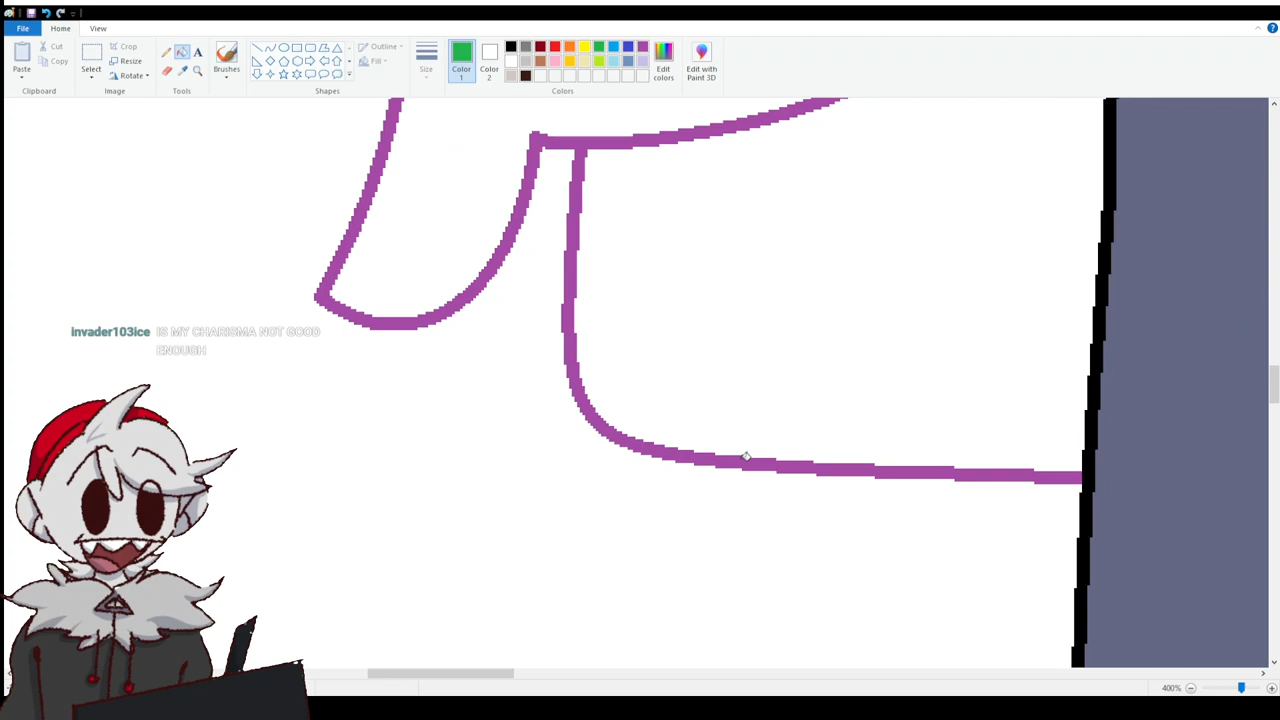 File Home View
Paste Cut Copy Clipboard
Select Crop Resize Rotate Image
A Tools
Brushes
Outline Fill Shapes
Size
Color 1 Color 2 Edit colors Colors
Edit with Paint 3D
invader103ice IS MY CHARISMA NOT GOOD
ENOUGH
400%